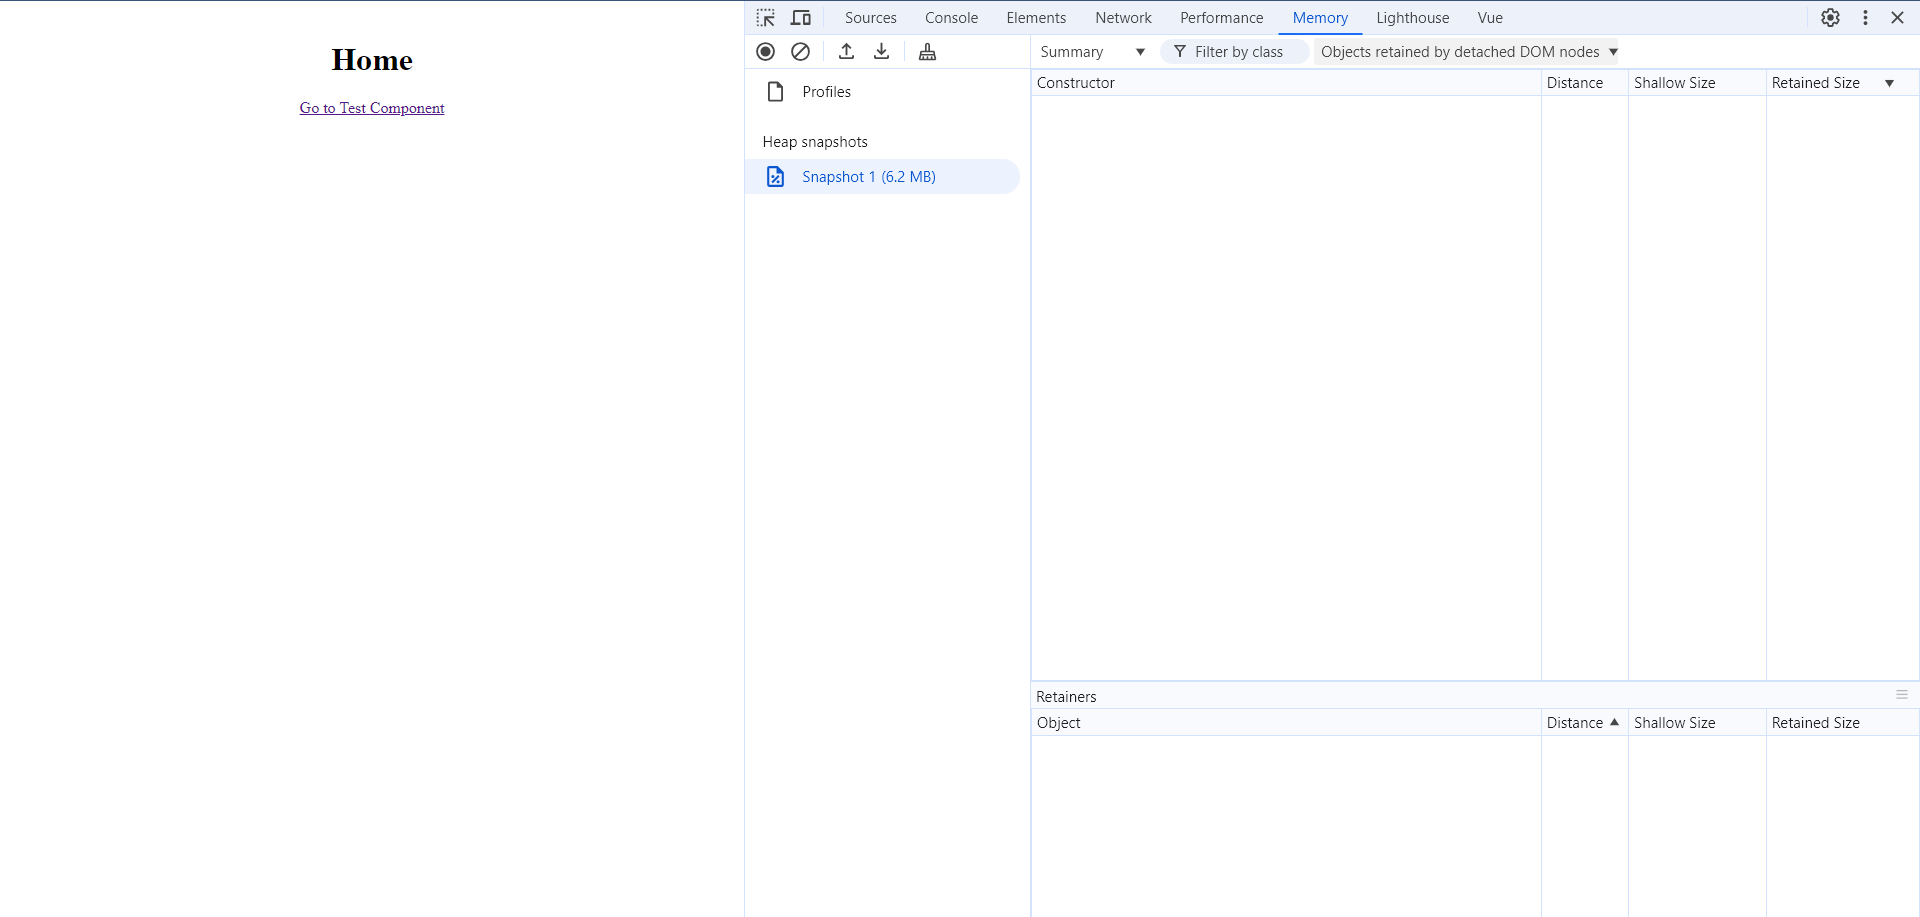 Home
Go to Test Component
Sources Console Elements Network Performance Memory Lighthouse Vue
Summary Filter by class Objects retained by detached DOM nodes
Profiles
Heap snapshots
Snapshot 1 (6.2 MB)
Constructor Distance Shallow Size Retained Size
Retainers
Object Distance Shallow Size Retained Size